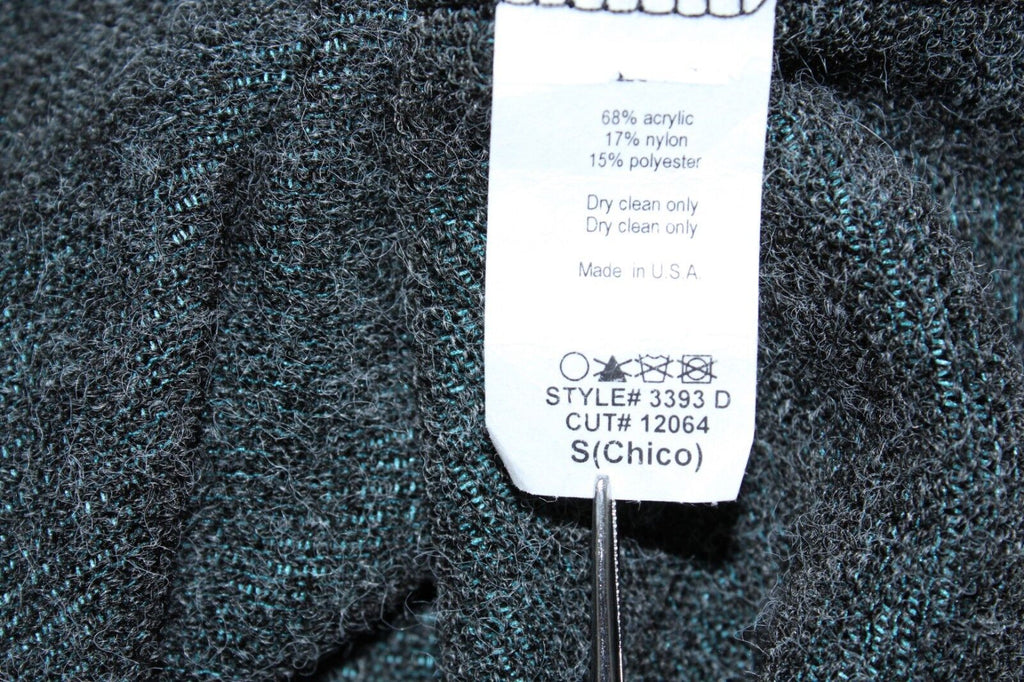 68% acrylic
17% nylon
15% polyester
Dry clean only
Dry clean only
Made in U.S.A.
STYLE# 3393 D
CUT# 12064
S(Chico)